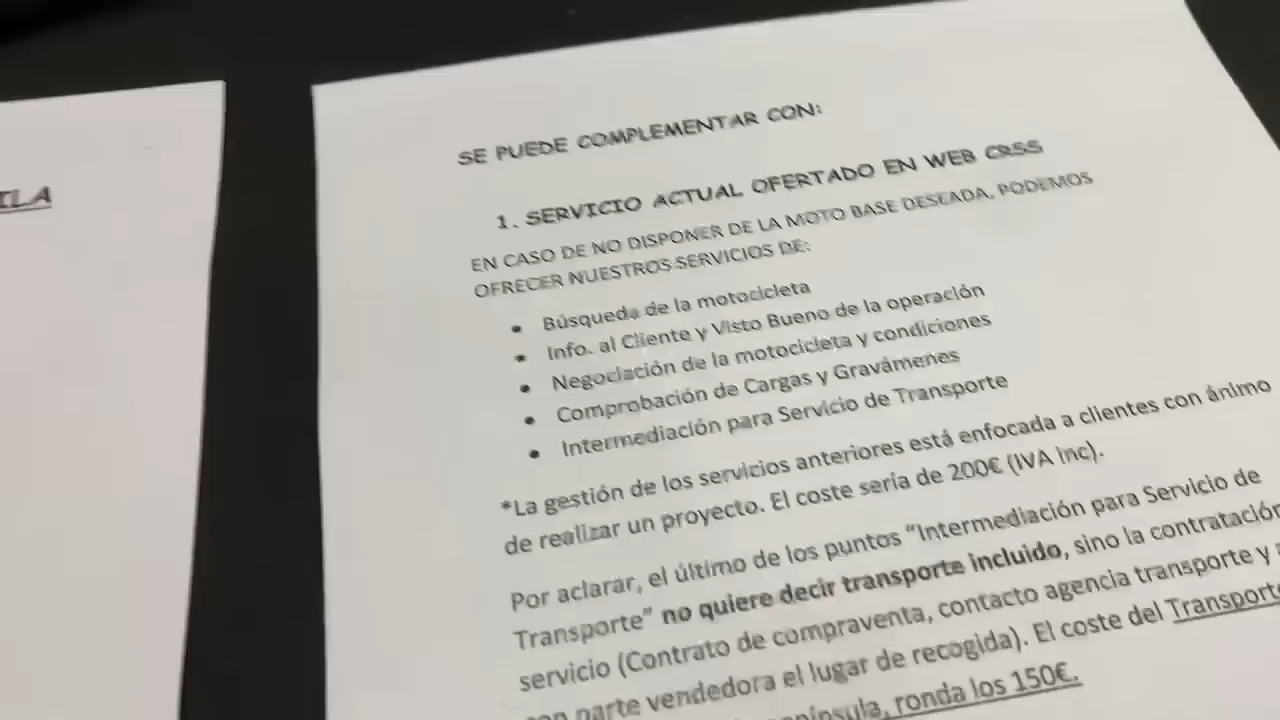 ILA
SE PUEDE COMPLEMENTAR CON:
1. SERVICIO ACTUAL OFERTADO EN WEB CRSS
EN CASO DE NO DISPONER DE LA MOTO BASE DESEADA, PODEMOS
OFRECER NUESTROS SERVICIOS DE:
• Búsqueda de la motocicleta
• Info. al Cliente y Visto Bueno de la operación
• Negociación de la motocicleta y condiciones
• Comprobación de Cargas y Gravámenes
• Intermediación para Servicio de Transporte
*La gestión de los servicios anteriores está enfocada a clientes con ánimo
de realizar un proyecto. El coste sería de 200€ (IVA Inc).
Por aclarar, el último de los puntos “Intermediación para Servicio de
Transporte” no quiere decir transporte incluido, sino la contratación
servicio (Contrato de compraventa, contacto agencia transporte y
con parte vendedora el lugar de recogida). El coste del Transporte
península, ronda los 150€.